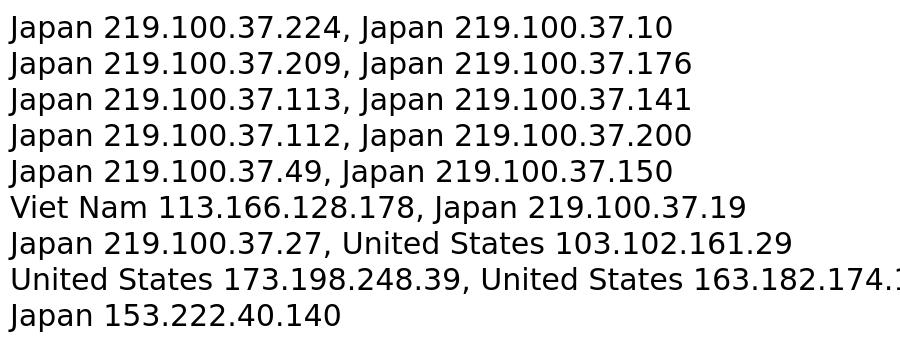 Japan 219.100.37.224, Japan 219.100.37.10
Japan 219.100.37.209, Japan 219.100.37.176
Japan 219.100.37.113, Japan 219.100.37.141
Japan 219.100.37.112, Japan 219.100.37.200
Japan 219.100.37.49, Japan 219.100.37.150
Viet Nam 113.166.128.178, Japan 219.100.37.19
Japan 219.100.37.27, United States 103.102.161.29
United States 173.198.248.39, United States
Japan 153.222.40.140